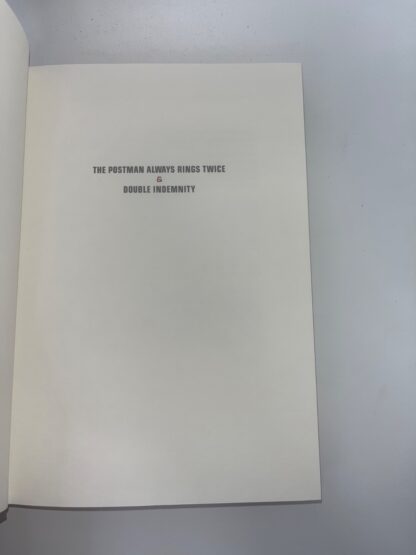 THE POSTMAN ALWAYS RINGS TWICE
&
DOUBLE INDEMNITY